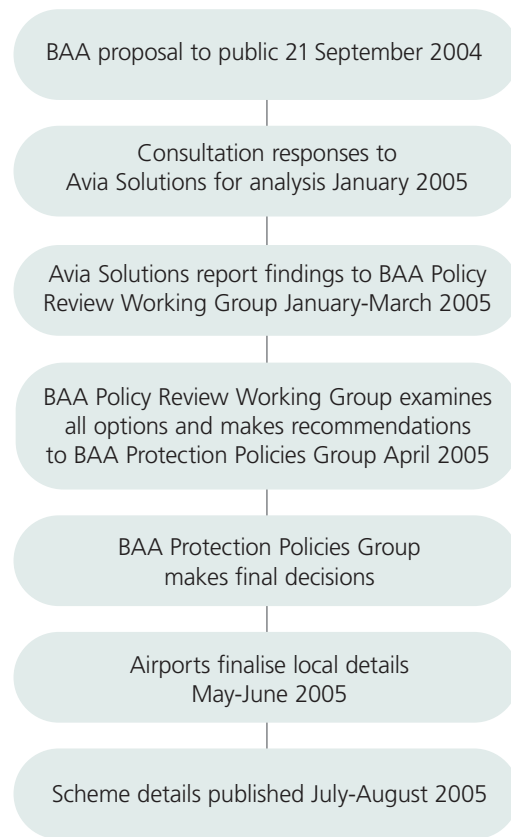 BAA proposal to public 21 September 2004
Consultation responses to
Avia Solutions for analysis January 2005
Avia Solutions report findings to BAA Policy
Review Working Group January-March 2005
BAA Policy Review Working Group examines
all options and makes recommendations
to BAA Protection Policies Group April 2005
BAA Protection Policies Group
makes final decisions
Airports finalise local details
May-June 2005
Scheme details published July-August 2005